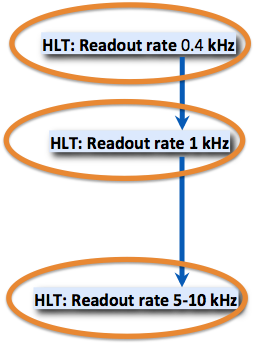 HLT: Readout rate 0.4 kHz
HLT: Readout rate 1 kHz
HLT: Readout rate 5-10 kHz